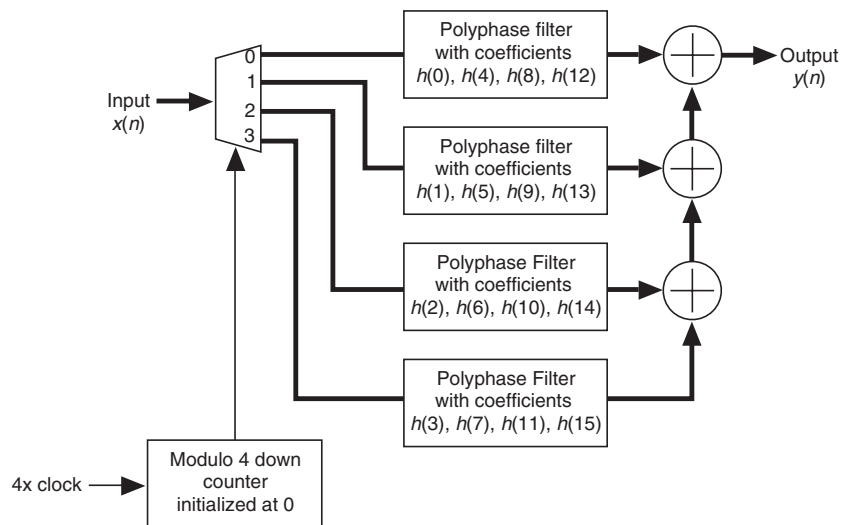 Input
x(n)
0
1
2
3
Polyphase filter
with coefficients
h(0), h(4), h(8), h(12)
Output
y(n)
Polyphase filter
with coefficients
h(1), h(5), h(9), h(13)
Polyphase Filter
with coefficients
h(2), h(6), h(10), h(14)
Polyphase Filter
with coefficients
h(3), h(7), h(11), h(15)
4x clock
Modulo 4 down
counter
initialized at 0